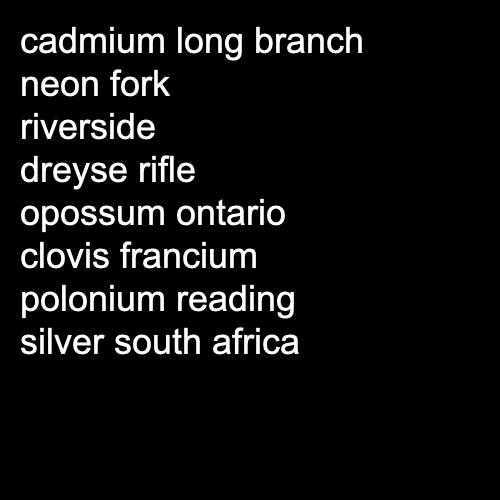 cadmium long branch
neon fork
riverside
dreyse rifle
opossum ontario
clovis francium
polonium reading
silver south africa